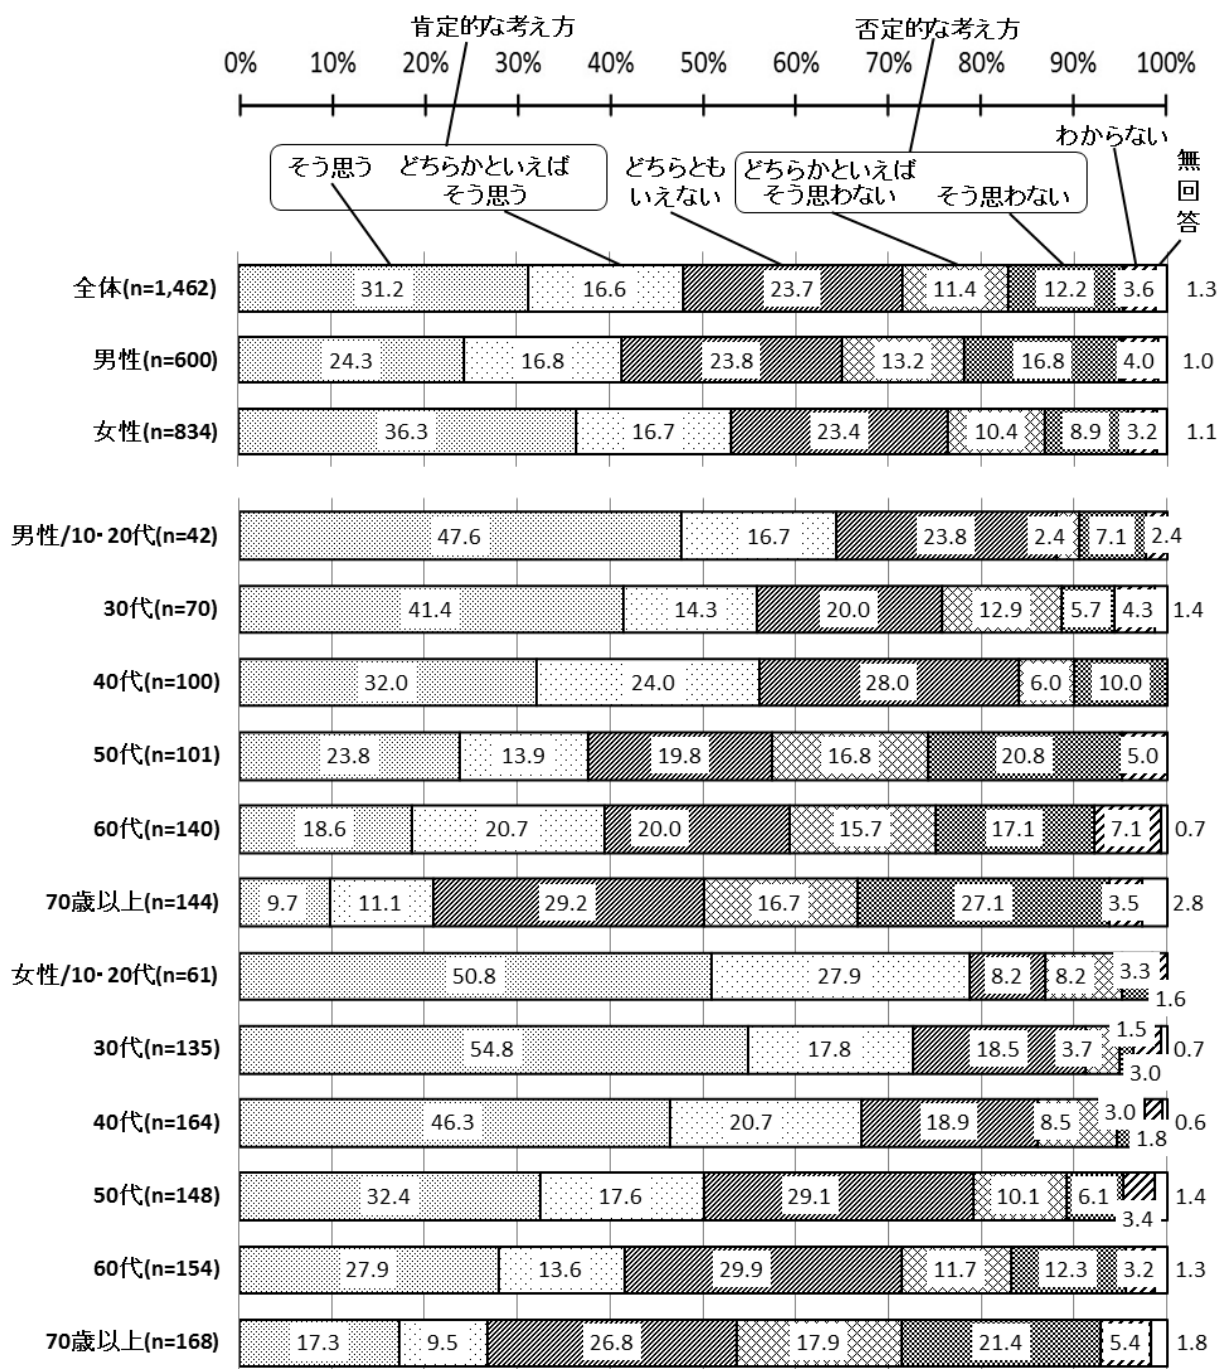 肯定的な考え方 否定的な考え方
0% 10% 20% 30% 40% 50% 60% 70% 80% 90% 100%
わからない
そう思う どちらかといえば どちらとも どちらかといえば 無
そう思う いえない そう思わない そう思わない 回
答
全体(n=1,462) 31.2 16.6 23.7 11.4 12.2 3.6 1.3
男性(n=600) 24.3 16.8 23.8 13.2 16.8 4.0 1.0
女性(n=834) 36.3 16.7 23.4 10.4 8.9 3.2 1.1
男性/10・20代(n=42) 47.6 16.7 23.8 2.4 7.1 2.4
30代(n=70) 41.4 14.3 20.0 12.9 5.7 4.3 1.4
40代(n=100) 32.0 24.0 28.0 6.0 10.0
50代(n=101) 23.8 13.9 19.8 16.8 20.8 5.0
60代(n=140) 18.6 20.7 20.0 15.7 17.1 7.1 0.7
70歳以上(n=144) 9.7 11.1 29.2 16.7 27.1 3.5 2.8
女性/10・20代(n=61) 50.8 27.9 8.2 8.2 3.3 1.6
30代(n=135) 54.8 17.8 18.5 3.7 1.5 3.0 0.7
40代(n=164) 46.3 20.7 18.9 8.5 3.0 1.8 0.6
50代(n=148) 32.4 17.6 29.1 10.1 6.1 3.4 1.4
60代(n=154) 27.9 13.6 29.9 11.7 12.3 3.2 1.3
70歳以上(n=168) 17.3 9.5 26.8 17.9 21.4 5.4 1.8